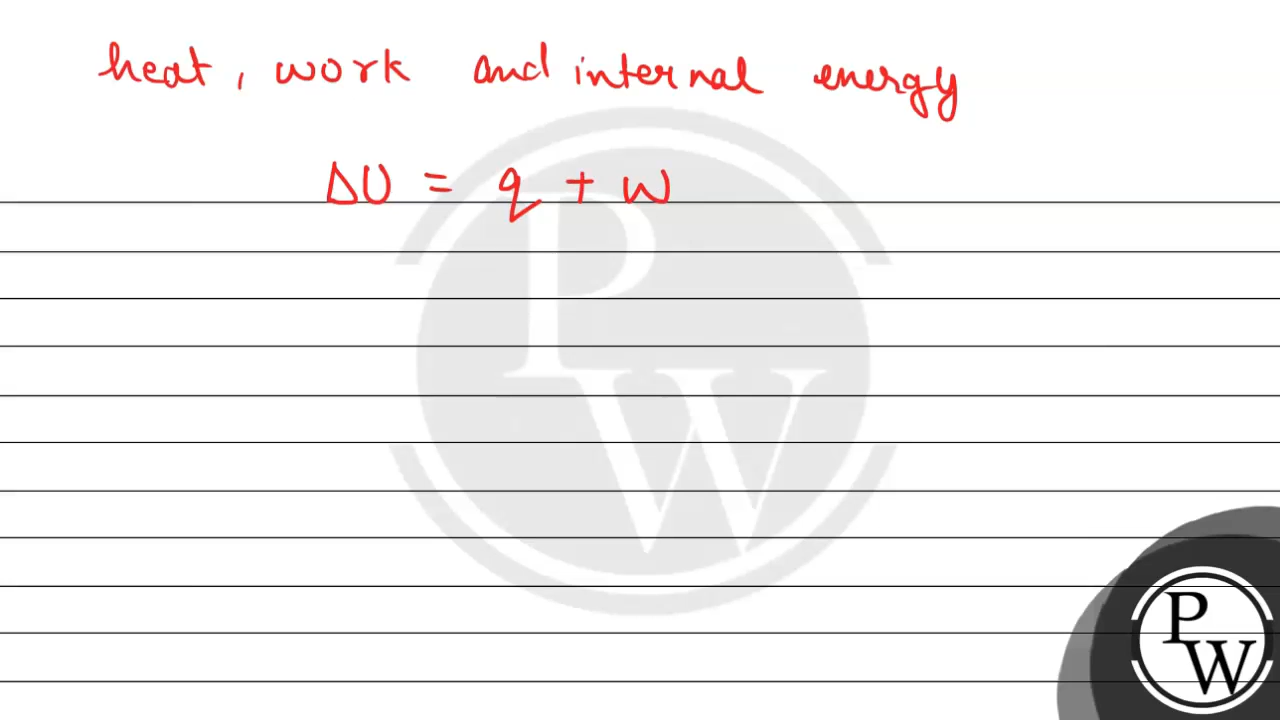 heat, work and internal energy
ΔU = q + w
P
W
P
W